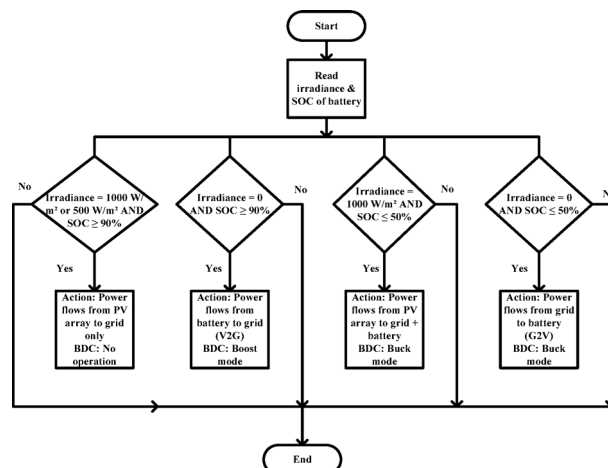 Start
Read
irradiance &
SOC of battery
No
Irradiance = 1000 W/
m² or 500 W/m² AND
SOC ≥ 90%
Yes
Action: Power
flows from PV
array to grid
only
BDC: No
operation
Irradiance = 0
AND SOC ≥ 90%
No
Yes
Action: Power
flows from
battery to grid
(V2G)
BDC: Boost
mode
Irradiance =
1000 W/m² AND
SOC ≤ 50%
No
Yes
Action: Power
flows from PV
array to grid +
battery
BDC: Buck
mode
Irradiance = 0
AND SOC ≤ 50%
Yes
Action: Power
flows from grid
to battery
(G2V)
BDC: Buck
mode
End